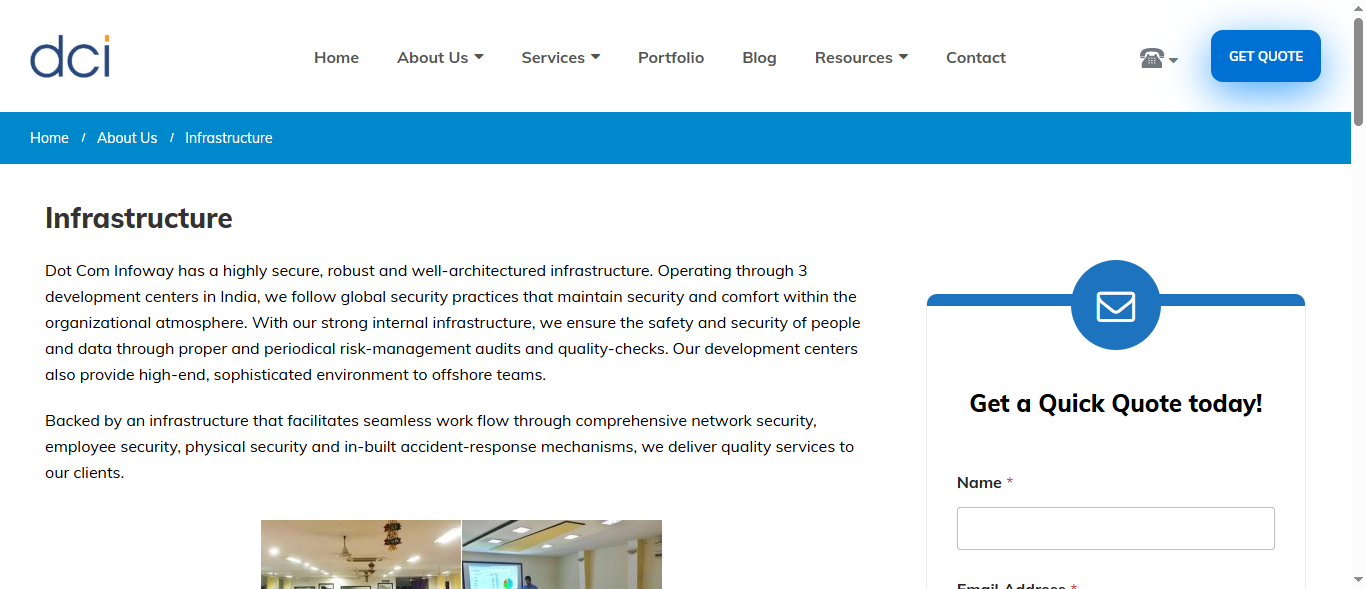 dci
Home
About Us
Services
Portfolio
Blog
Resources
Contact
GET QUOTE
Home / About Us / Infrastructure
Infrastructure
Dot Com Infoway has a highly secure, robust and well-architectured infrastructure. Operating through 3
development centers in India, we follow global security practices that maintain security and comfort within the
organizational atmosphere. With our strong internal infrastructure, we ensure the safety and security of people
and data through proper and periodical risk-management audits and quality-checks. Our development centers
also provide high-end, sophisticated environment to offshore teams.
Backed by an infrastructure that facilitates seamless work flow through comprehensive network security,
employee security, physical security and in-built accident-response mechanisms, we deliver quality services to
our clients.
Get a Quick Quote today!
Name *
Email Address *